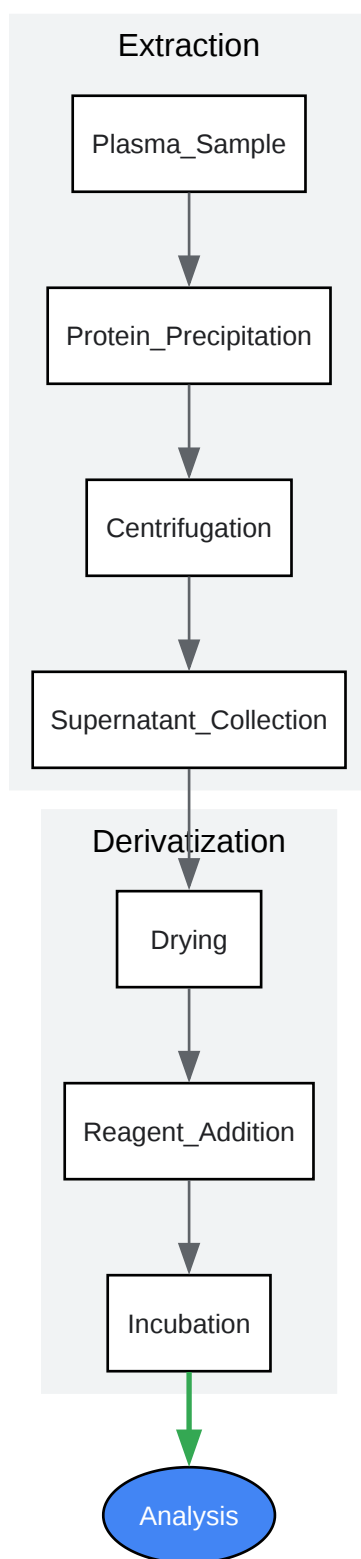 Extraction
Plasma_Sample
Protein_Precipitation
Centrifugation
Supernatant_Collection
Derivatization
Drying
Reagent_Addition
Incubation
Analysis